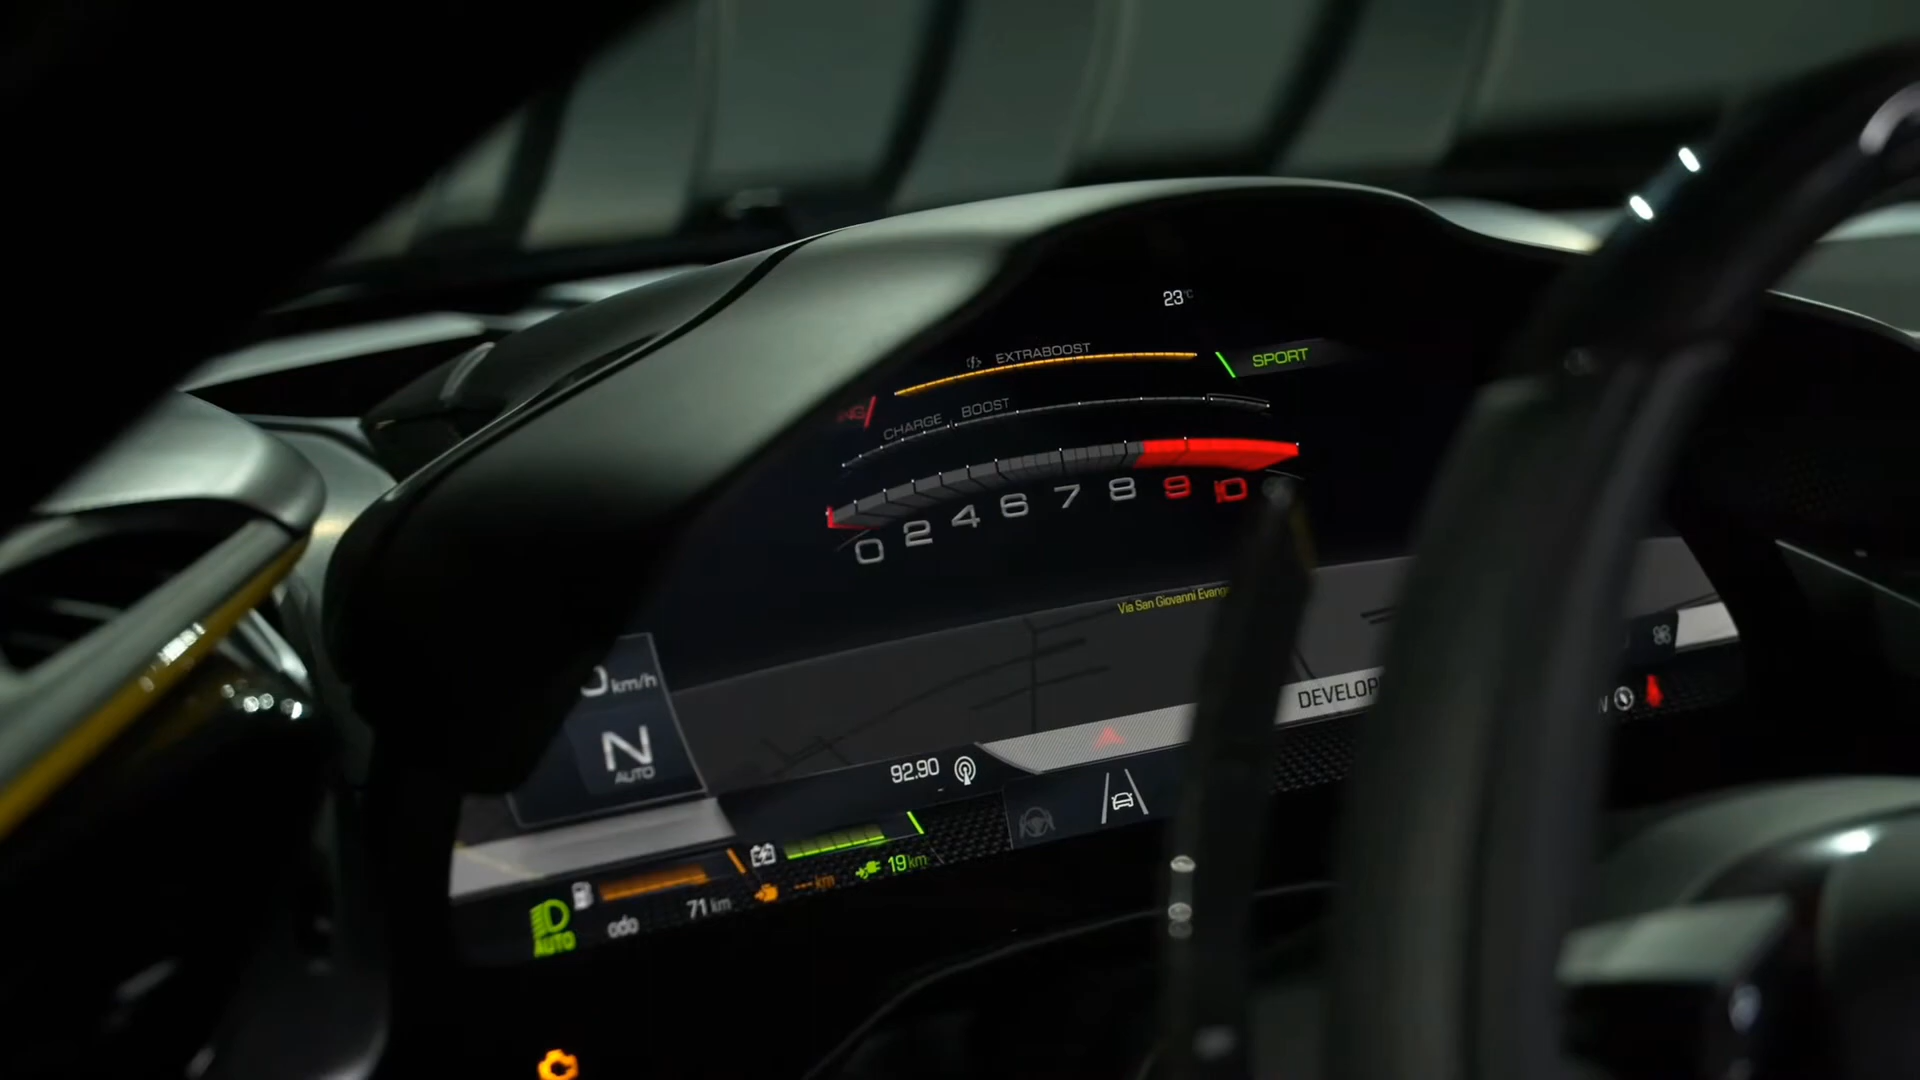 23°C
EXTRABOOST
SPORT
CHARGE BOOST
0 2 4 6 7 8 9 10
Via San Giovanni Evang
km/h
DEVELOP
N
AUTO
92.90
19 km
--- km
71 km
odo
AUTO